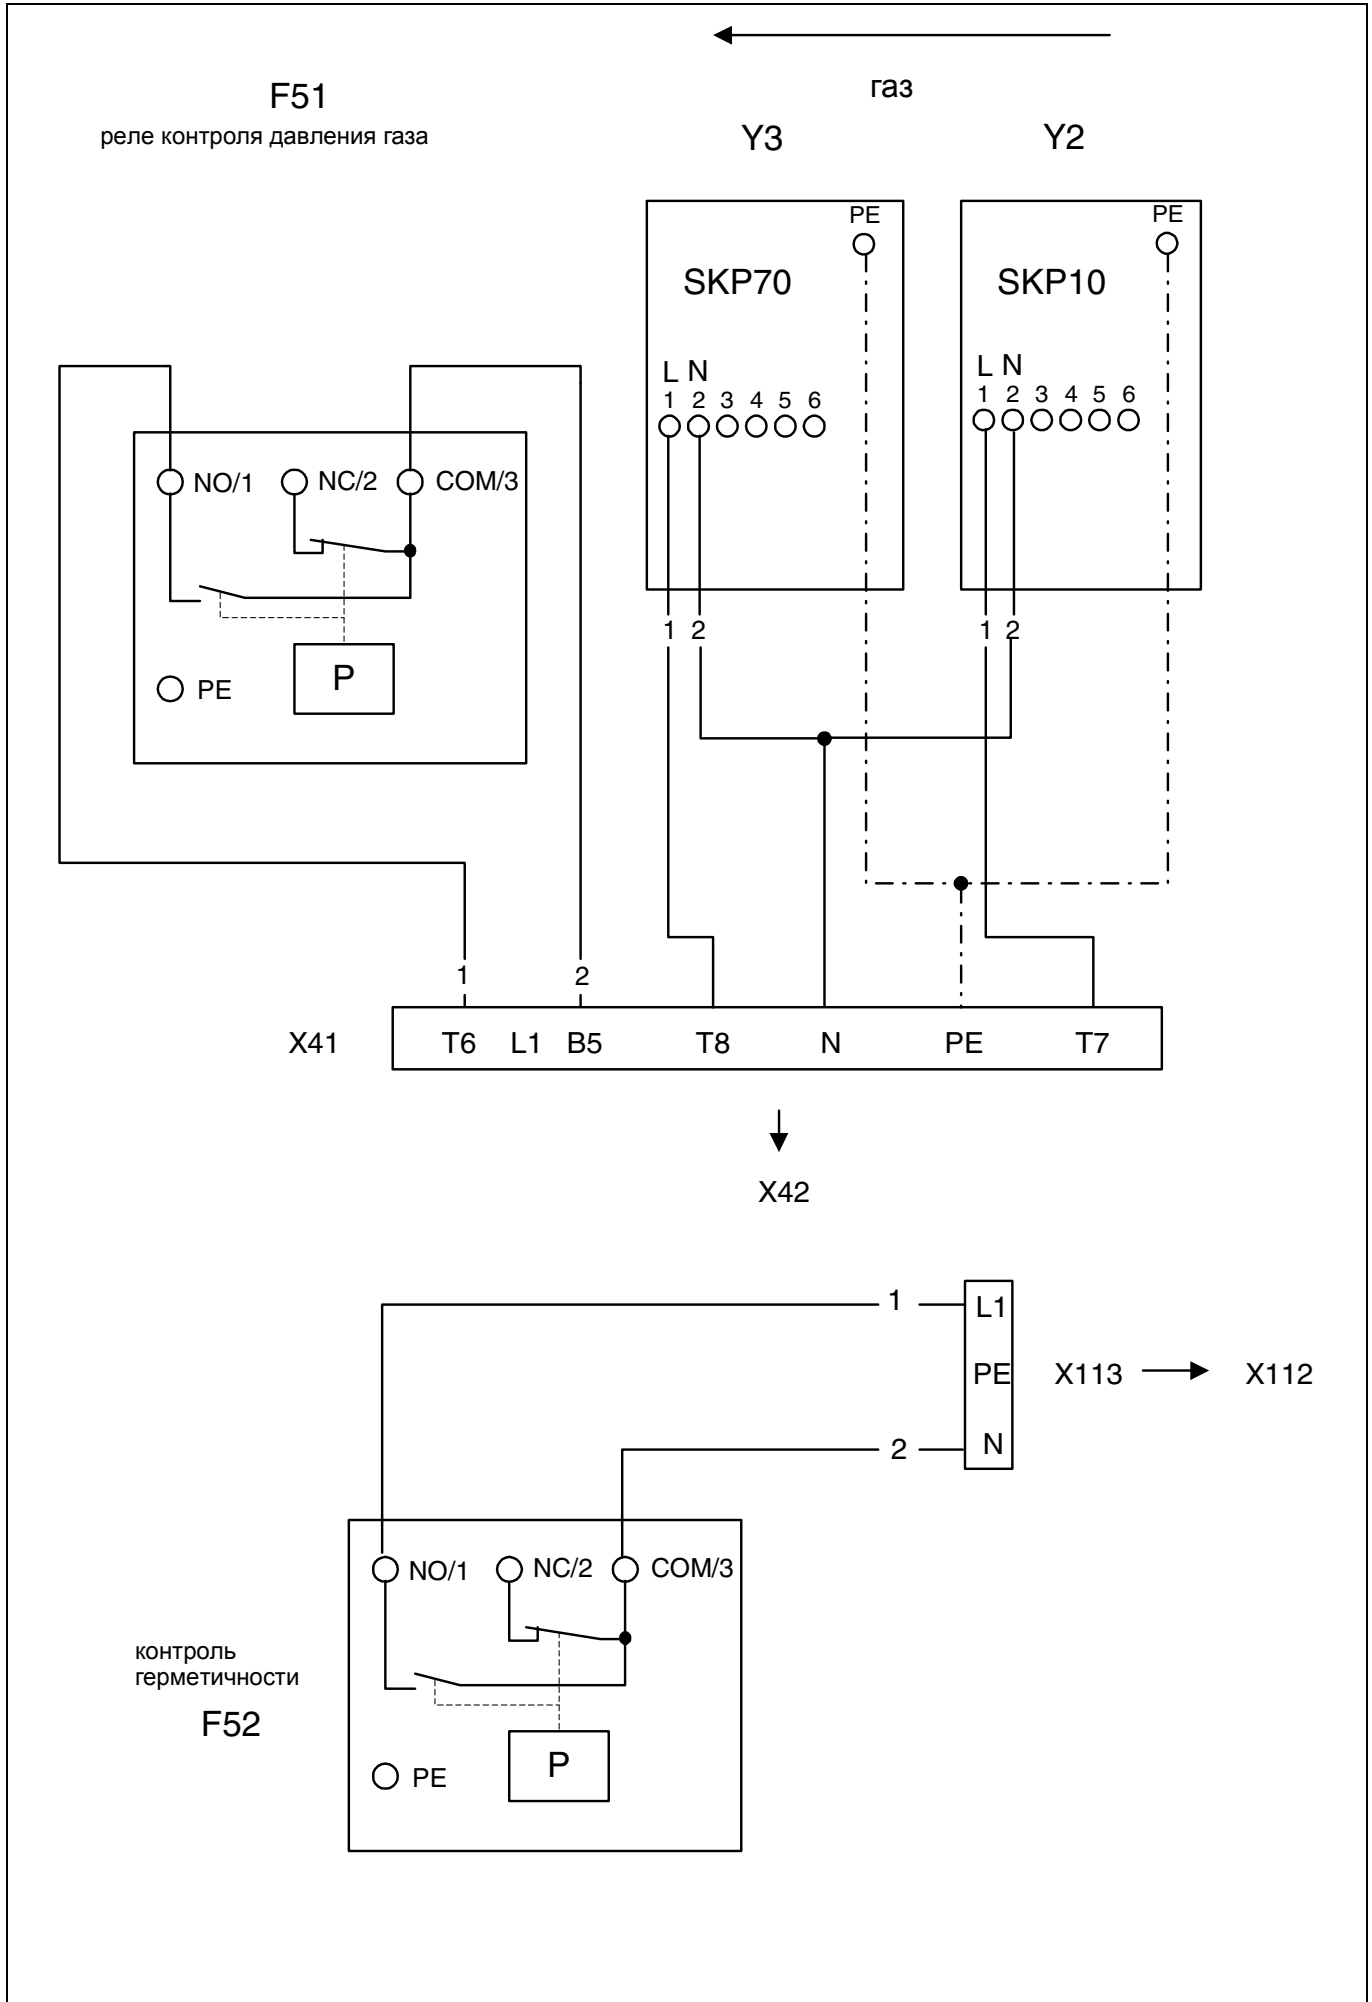 газ
F51
реле контроля давления газа
Y3
Y2
PE
PE
SKP70
SKP10
L N
1 2 3 4 5 6
L N
1 2 3 4 5 6
NO/1
NC/2
COM/3
1 2
1 2
P
PE
1
2
X41
T6 L1 B5 T8 N PE T7
X42
1
L1
PE
X113
X112
2
N
NO/1
NC/2
COM/3
контроль
герметичности
F52
P
PE